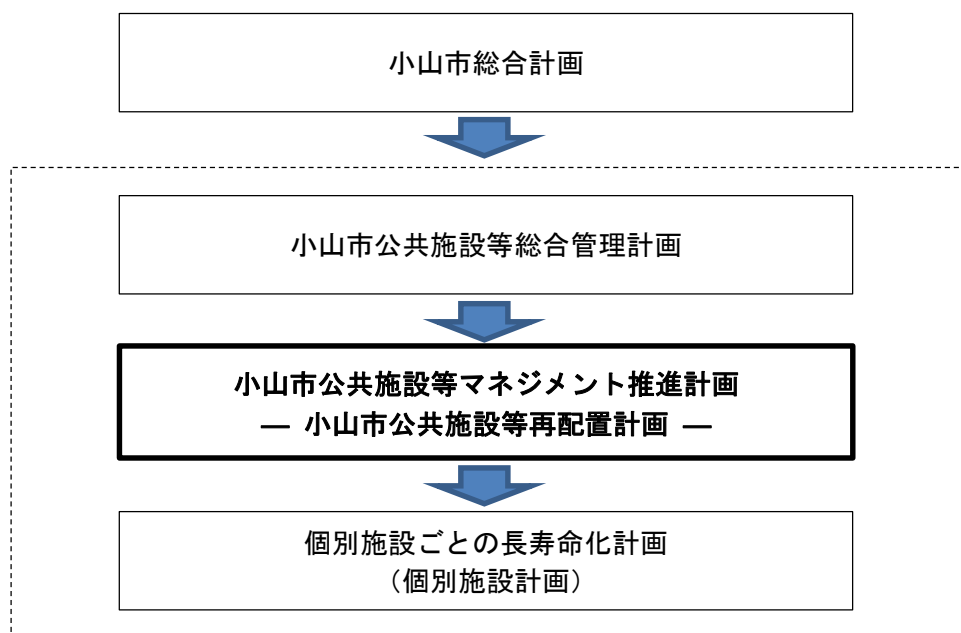 小山市総合計画
小山市公共施設等総合管理計画
小山市公共施設等マネジメント推進計画
― 小山市公共施設等再配置計画 ―
個別施設ごとの長寿命化計画
（個別施設計画）